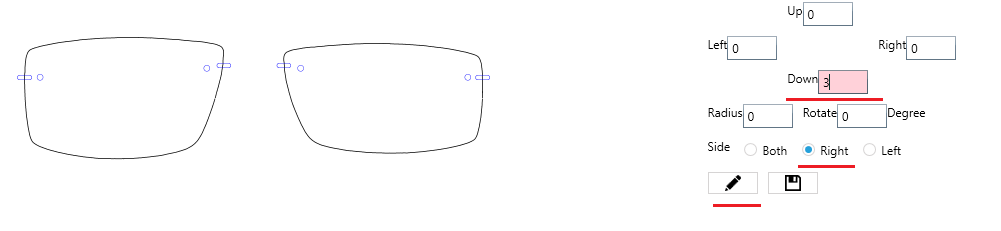 Up 0
Left 0 Right 0
Down 3
Radius 0 Rotate 0 Degree
Side Both Right Left